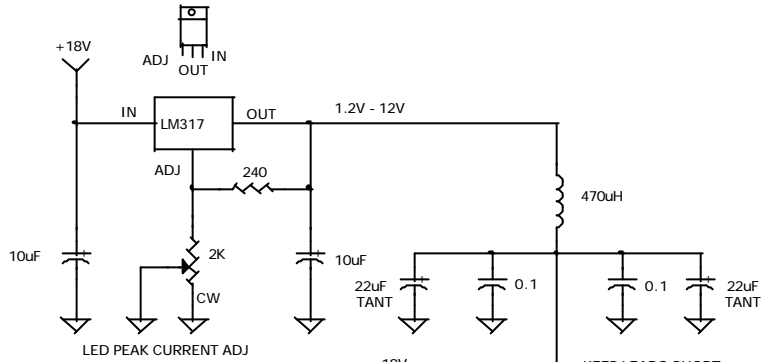 +18V
ADJ
OUT
IN
IN
LM317
OUT
1.2V - 12V
ADJ
240
470uH
10uF
2K
10uF
CW
22uF
TANT
0.1
0.1
22uF
TANT
LED PEAK CURRENT ADJ